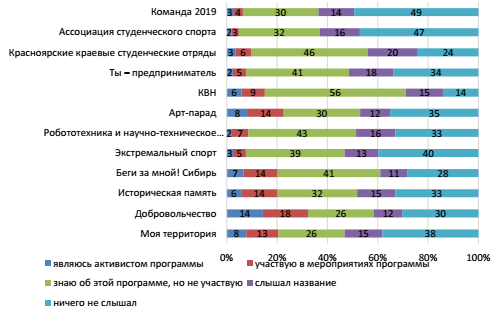 Команда 2019 3 4 30 14 49
Ассоциация студенческого спорта 2 3 32 16 47
Красноярские краевые студенческие отряды 3 6 46 20 24
Ты – предприниматель 2 5 41 18 34
КВН 6 9 56 15 14
Арт-парад 8 14 30 12 35
Робототехника и научно-техническое... 2 7 43 16 33
Экстремальный спорт 3 5 39 13 40
Беги за мной! Сибирь 7 14 41 11 28
Историческая память 6 14 32 15 33
Добровольчество 14 18 26 12 30
Моя территория 8 13 26 15 38
0% 20% 40% 60% 80% 100%
являюсь активистом программы участвую в мероприятиях программы
знаю об этой программе, но не участвую слышал название
ничего не слышал